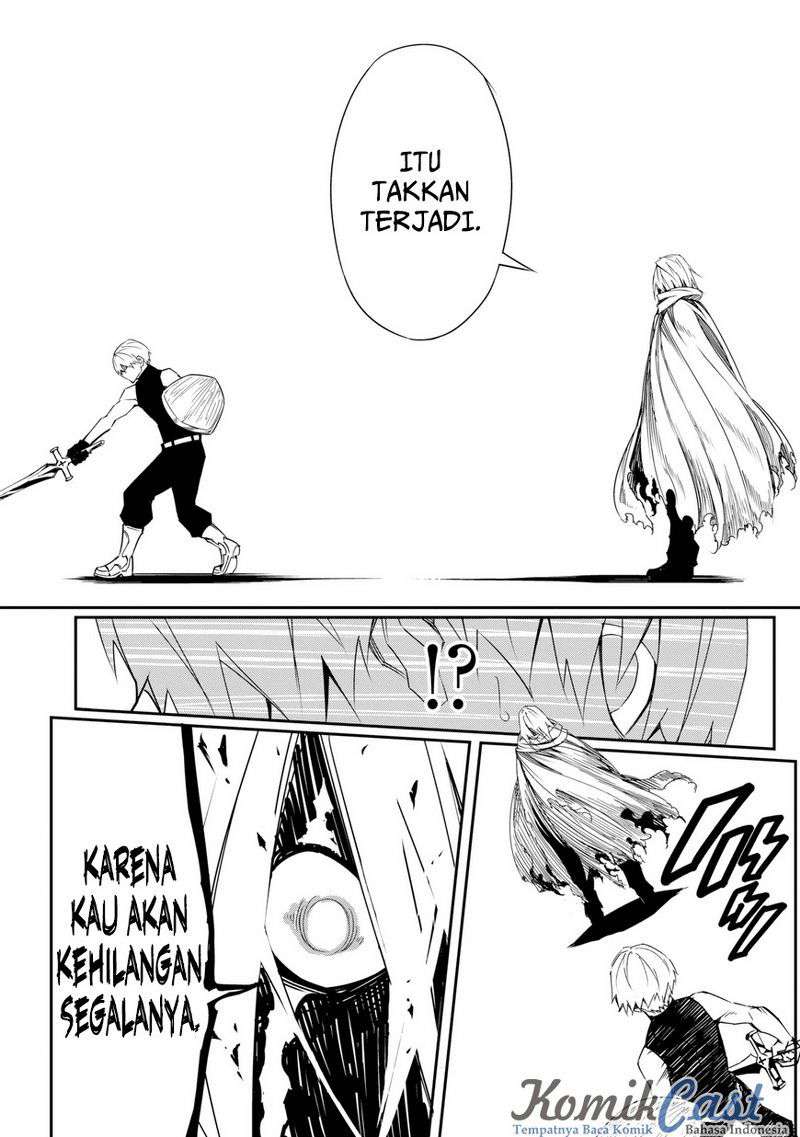 ITU
TAKKAN
TERJADI.
!?
KARENA
KAU AKAN
KEHILANGAN
SEGALANYA.
KomikCast
Tempatnya Baca Komik Bahasa Indonesia